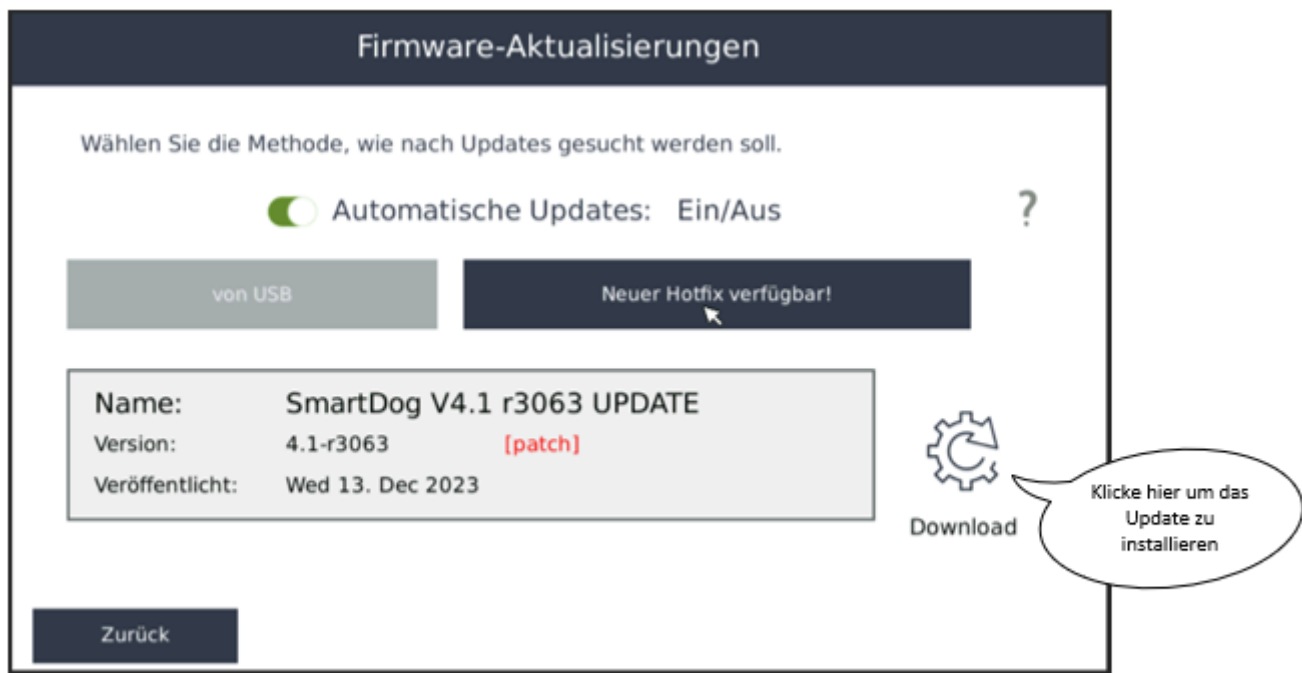 Firmware-Aktualisierungen
Wählen Sie die Methode, wie nach Updates gesucht werden soll.
Automatische Updates: Ein/Aus
?
von USB
Neuer Hotfix verfügbar!
Name: SmartDog V4.1 r3063 UPDATE
Version: 4.1-r3063 [patch]
Veröffentlicht: Wed 13. Dec 2023
Download
Klicke hier um das
Update zu
installieren
Zurück